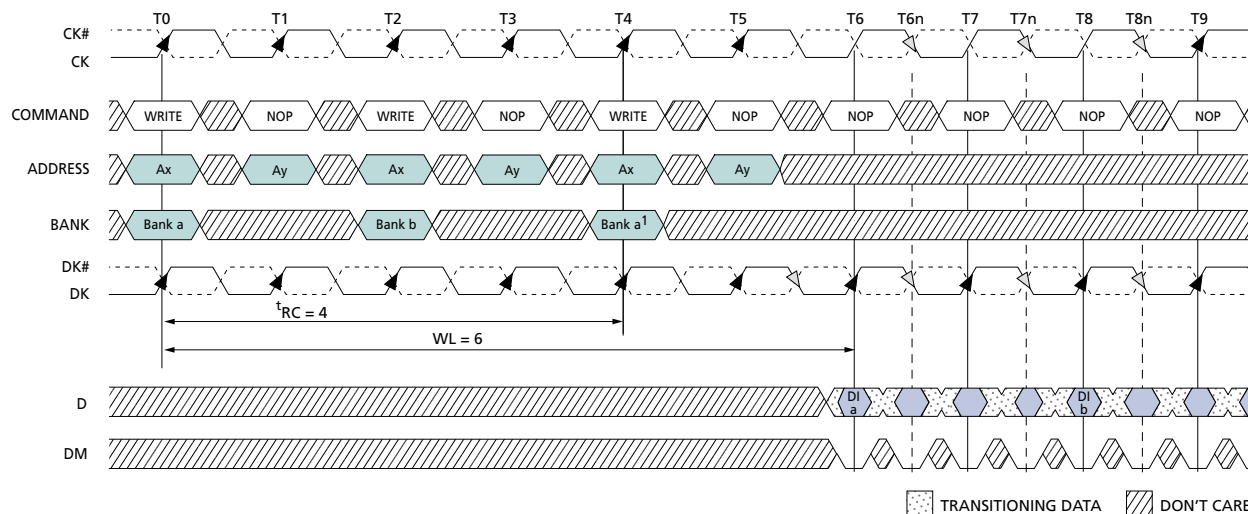 T0 T1 T2 T3 T4 T5 T6 T6n T7 T7n T8 T8n T9
CK#
CK
COMMAND WRITE NOP WRITE NOP WRITE NOP NOP NOP NOP NOP
ADDRESS Ax Ay Ax Ay Ax Ay
BANK Bank a Bank b Bank a¹
DK#
DK
tRC = 4
WL = 6
D DI a DI b
DM
TRANSITIONING DATA DON'T CARE